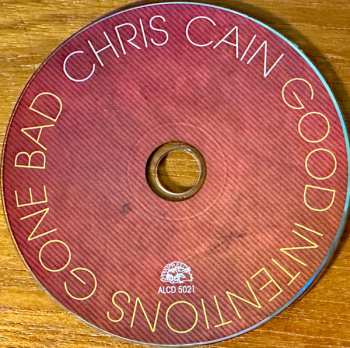 CHRIS CAIN
GOOD INTENTIONS GONE BAD
ALCD 5021